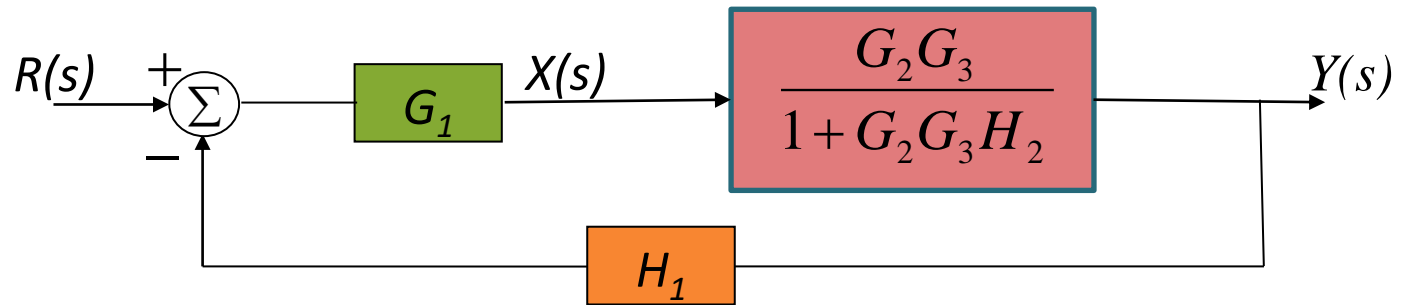 R(s) + Σ G₁ X(s) G₂G₃ Y(s)
− 1 + G₂G₃H₂
H₁